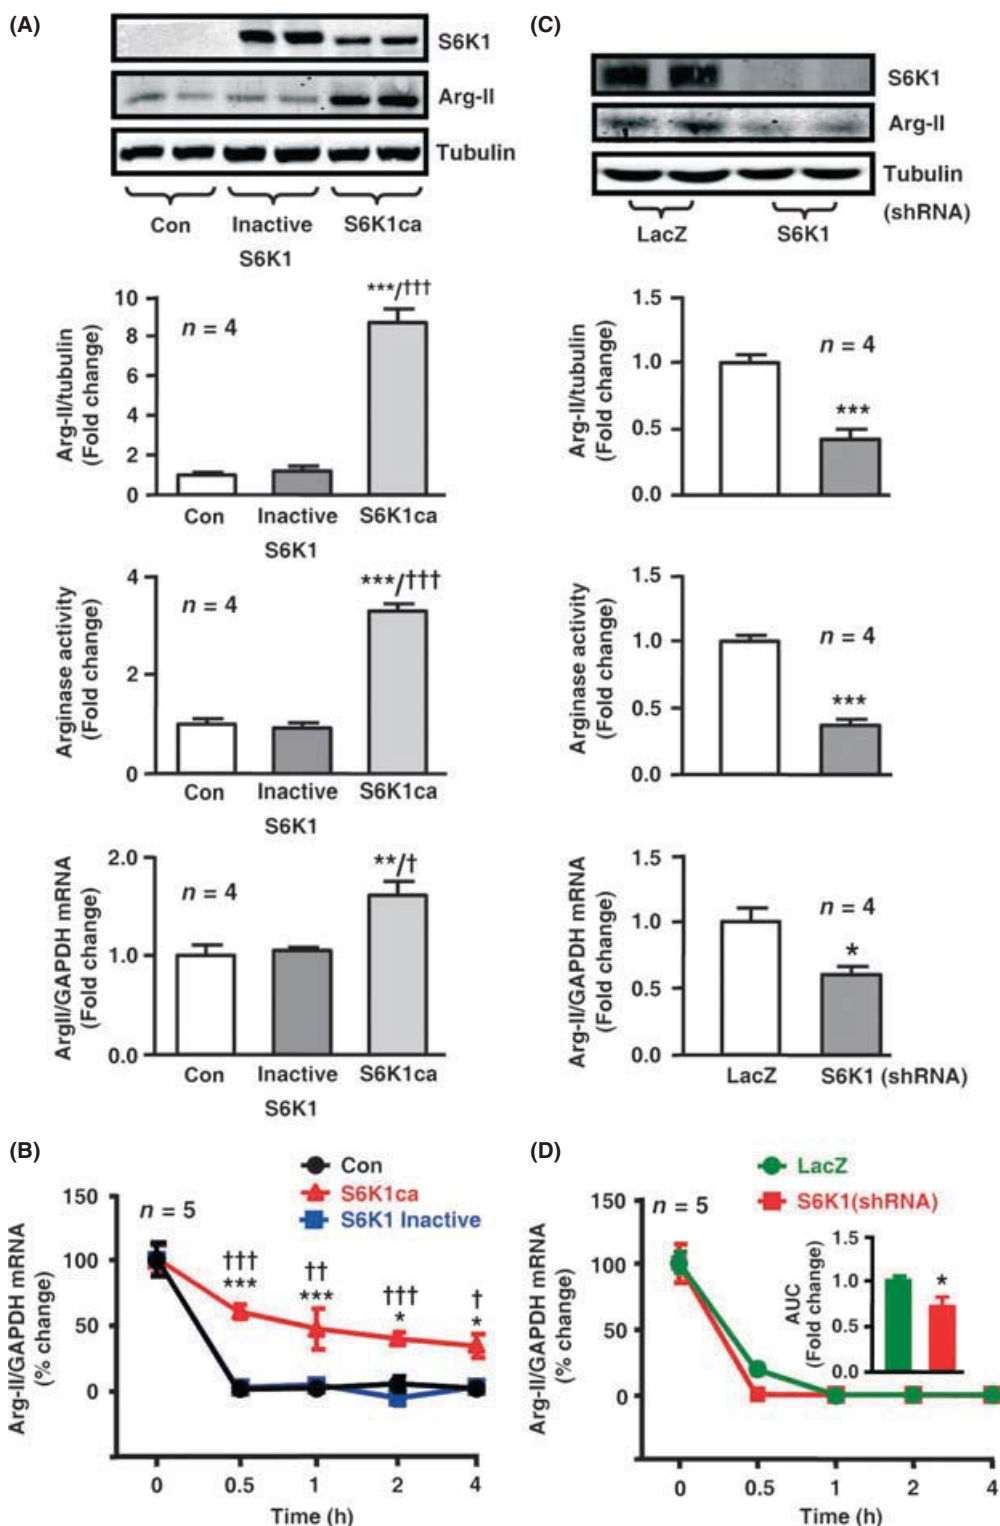 (A)
S6K1
Arg-II
Tubulin
Con
Inactive
S6K1
S6K1ca
Arg-II/tubulin
(Fold change)
10
8
6
4
2
0
n = 4
***/†††
Con
Inactive
S6K1
S6K1ca
Arginase activity
(Fold change)
4
2
0
n = 4
***/†††
Con
Inactive
S6K1
S6K1ca
ArgII/GAPDH mRNA
(Fold change)
2.0
1.0
0.0
n = 4
**/†
Con
Inactive
S6K1
S6K1ca
(B)
Con
S6K1ca
S6K1 Inactive
Arg-II/GAPDH mRNA
(% change)
150
100
50
0
n = 5
†††
***
††
***
†††
*
†
*
0
0.5
1
2
4
Time (h)
(C)
S6K1
Arg-II
Tubulin
(shRNA)
LacZ
S6K1
Arg-II/tubulin
(Fold change)
1.5
1.0
0.5
0.0
n = 4
***
Arginase activity
(Fold change)
1.5
1.0
0.5
0.0
n = 4
***
Arg-II/GAPDH mRNA
(Fold change)
1.5
1.0
0.5
0.0
n = 4
*
LacZ
S6K1 (shRNA)
(D)
LacZ
S6K1(shRNA)
Arg-II/GAPDH mRNA
(% change)
150
100
50
0
n = 5
AUC
(Fold change)
1.5
1.0
0.5
0.0
*
0
0.5
1
2
4
Time (h)